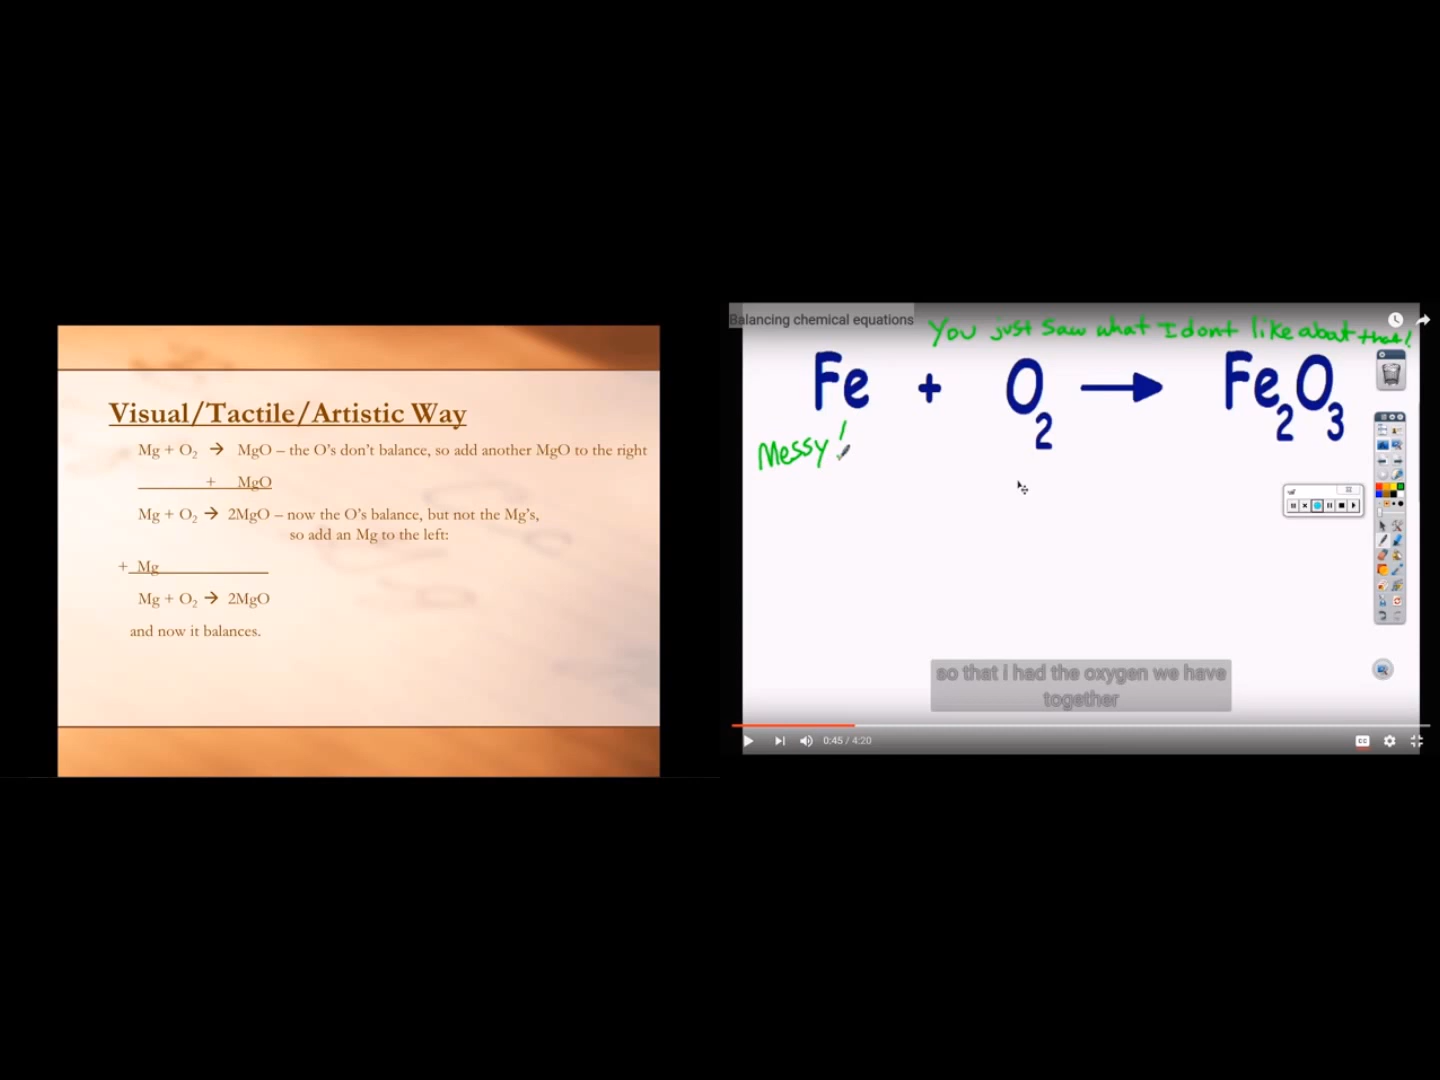 Visual/Tactile/Artistic Way
Mg + O₂ → MgO – the O's don't balance, so add another MgO to the right
+ MgO
Mg + O₂ → 2MgO – now the O's balance, but not the Mg's,
so add an Mg to the left:
+ Mg
Mg + O₂ → 2MgO
and now it balances.
Balancing chemical equations
You just saw what I dont like about that!
Fe + O₂ → Fe₂O₃
Messy!
so that i had the oxygen we have
together
0:45 / 4:20
CC